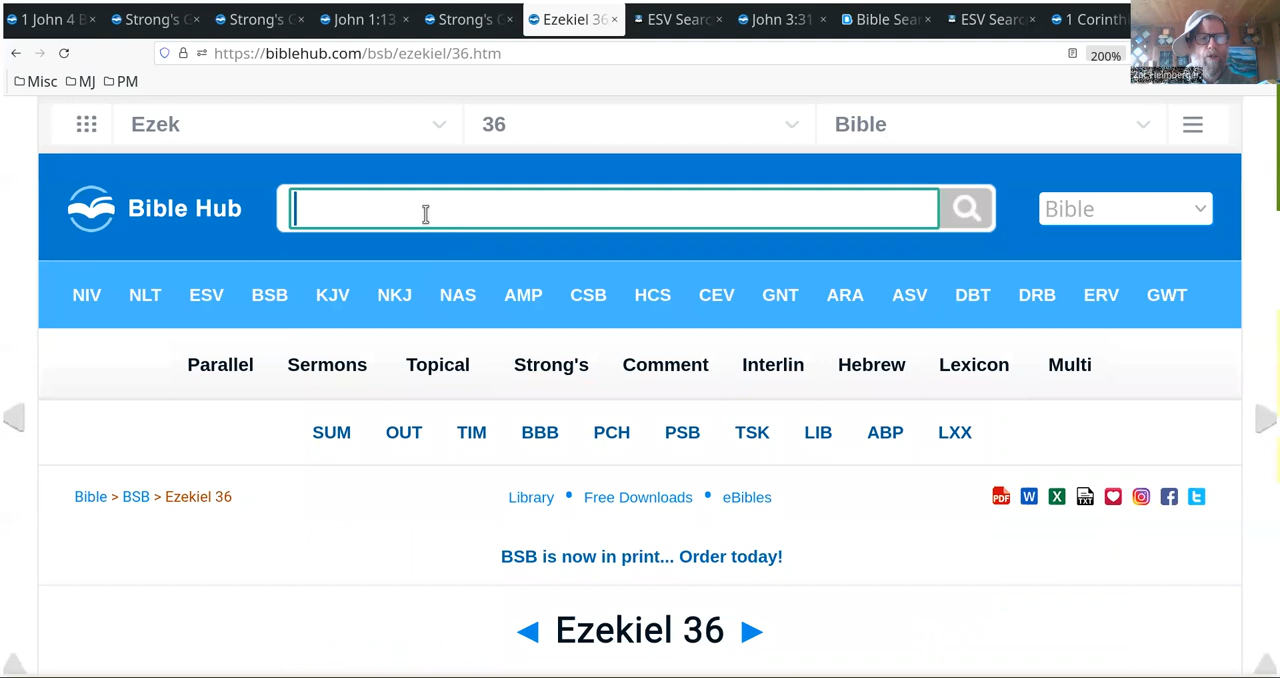 1 John 4 B
Strong's C
Strong's C
John 1:13
Strong's C
Ezekiel 36
ESV Searc
John 3:31
Bible Sear
ESV Searc
1 Corinth
https://biblehub.com/bsb/ezekiel/36.htm
200%
Misc MJ PM
Ezek 36 Bible
Bible Hub
Bible
NIV NLT ESV BSB KJV NKJ NAS AMP CSB HCS CEV GNT ARA ASV DBT DRB ERV GWT
Parallel Sermons Topical Strong's Comment Interlin Hebrew Lexicon Multi
SUM OUT TIM BBB PCH PSB TSK LIB ABP LXX
Bible > BSB > Ezekiel 36
Library • Free Downloads • eBibles
PDF W X TXT
BSB is now in print... Order today!
Ezekiel 36